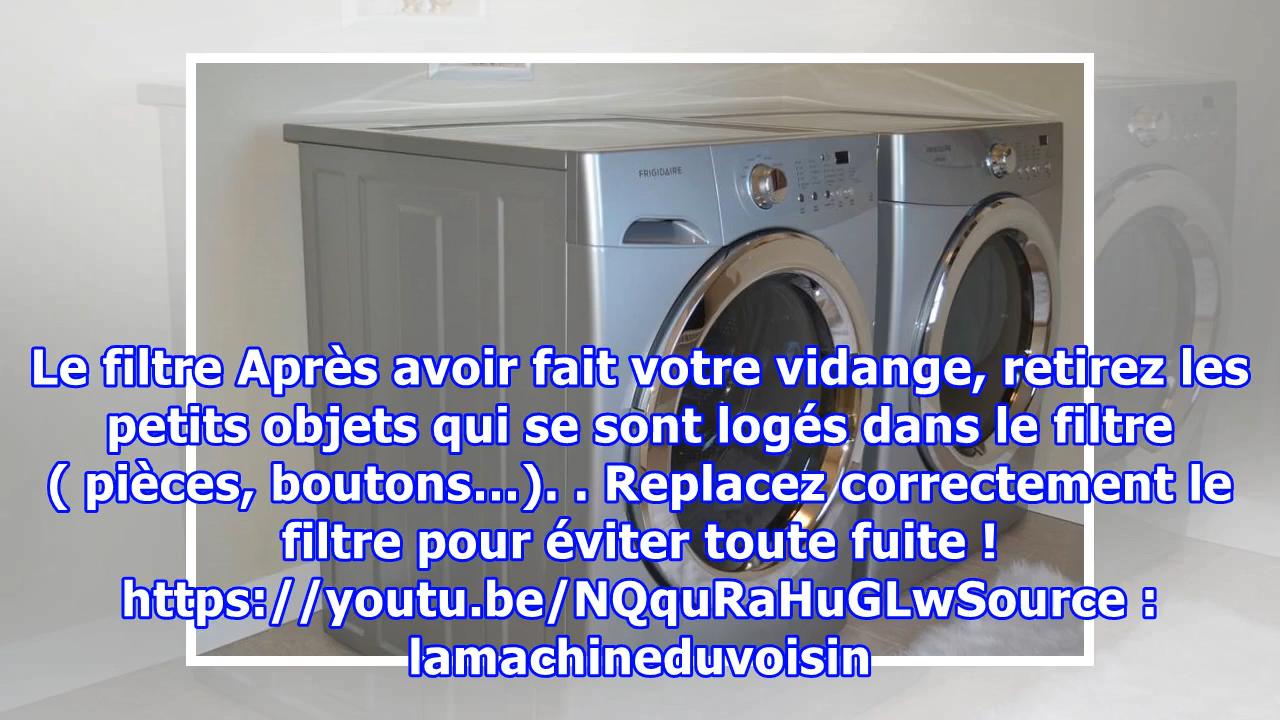 FRIGIDAIRE
FRIGIDAIRE
Le filtre Après avoir fait votre vidange, retirez les
petits objets qui se sont logés dans le filtre
( pièces, boutons...). . Replacez correctement le
filtre pour éviter toute fuite !
https://youtu.be/NQquRaHuGLwSource :
lamachineduvoisin